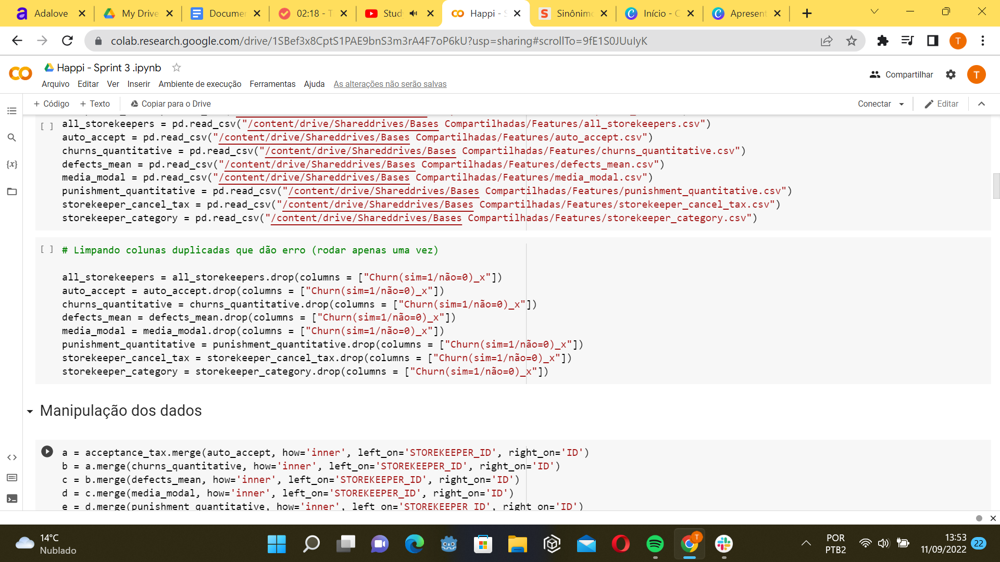 Adalove
My Drive
Documen
02:18 - T
Stud
Happi - S
Sinônimo
Início - C
Apresent
colab.research.google.com/drive/1SBef3x8CptS1PAE9bnS3m3rA4F7oP6kU?usp=sharing#scrollTo=9fE1S0JUuIyK
T
Happi - Sprint 3 .ipynb
Arquivo Editar Ver Inserir Ambiente de execução Ferramentas Ajuda As alterações não serão salvas
Compartilhar
T
+ Código + Texto Copiar para o Drive
Conectar
Editar
[ ] all_storekeepers = pd.read_csv("/content/drive/Shareddrives/Bases Compartilhadas/Features/all_storekeepers.csv")
auto_accept = pd.read_csv("/content/drive/Shareddrives/Bases Compartilhadas/Features/auto_accept.csv")
churns_quantitative = pd.read_csv("/content/drive/Shareddrives/Bases Compartilhadas/Features/churns_quantitative.csv")
defects_mean = pd.read_csv("/content/drive/Shareddrives/Bases Compartilhadas/Features/defects_mean.csv")
media_modal = pd.read_csv("/content/drive/Shareddrives/Bases Compartilhadas/Features/media_modal.csv")
punishment_quantitative = pd.read_csv("/content/drive/Shareddrives/Bases Compartilhadas/Features/punishment_quantitative.csv")
storekeeper_cancel_tax = pd.read_csv("/content/drive/Shareddrives/Bases Compartilhadas/Features/storekeeper_cancel_tax.csv")
storekeeper_category = pd.read_csv("/content/drive/Shareddrives/Bases Compartilhadas/Features/storekeeper_category.csv")
[ ] # Limpando colunas duplicadas que dão erro (rodar apenas uma vez)
all_storekeepers = all_storekeepers.drop(columns = ["Churn(sim=1/não=0)_x"])
auto_accept = auto_accept.drop(columns = ["Churn(sim=1/não=0)_x"])
churns_quantitative = churns_quantitative.drop(columns = ["Churn(sim=1/não=0)_x"])
defects_mean = defects_mean.drop(columns = ["Churn(sim=1/não=0)_x"])
media_modal = media_modal.drop(columns = ["Churn(sim=1/não=0)_x"])
punishment_quantitative = punishment_quantitative.drop(columns = ["Churn(sim=1/não=0)_x"])
storekeeper_cancel_tax = storekeeper_cancel_tax.drop(columns = ["Churn(sim=1/não=0)_x"])
storekeeper_category = storekeeper_category.drop(columns = ["Churn(sim=1/não=0)_x"])
Manipulação dos dados
a = acceptance_tax.merge(auto_accept, how='inner', left_on='STOREKEEPER_ID', right_on='ID')
b = a.merge(churns_quantitative, how='inner', left_on='STOREKEEPER_ID', right_on='ID')
c = b.merge(defects_mean, how='inner', left_on='STOREKEEPER_ID', right_on='ID')
d = c.merge(media_modal, how='inner', left_on='STOREKEEPER_ID', right_on='ID')
e = d.merge(punishment_quantitative, how='inner', left_on='STOREKEEPER_ID', right_on='ID')
14°C
Nublado
T
POR
PTB2
13:53
11/09/2022
22